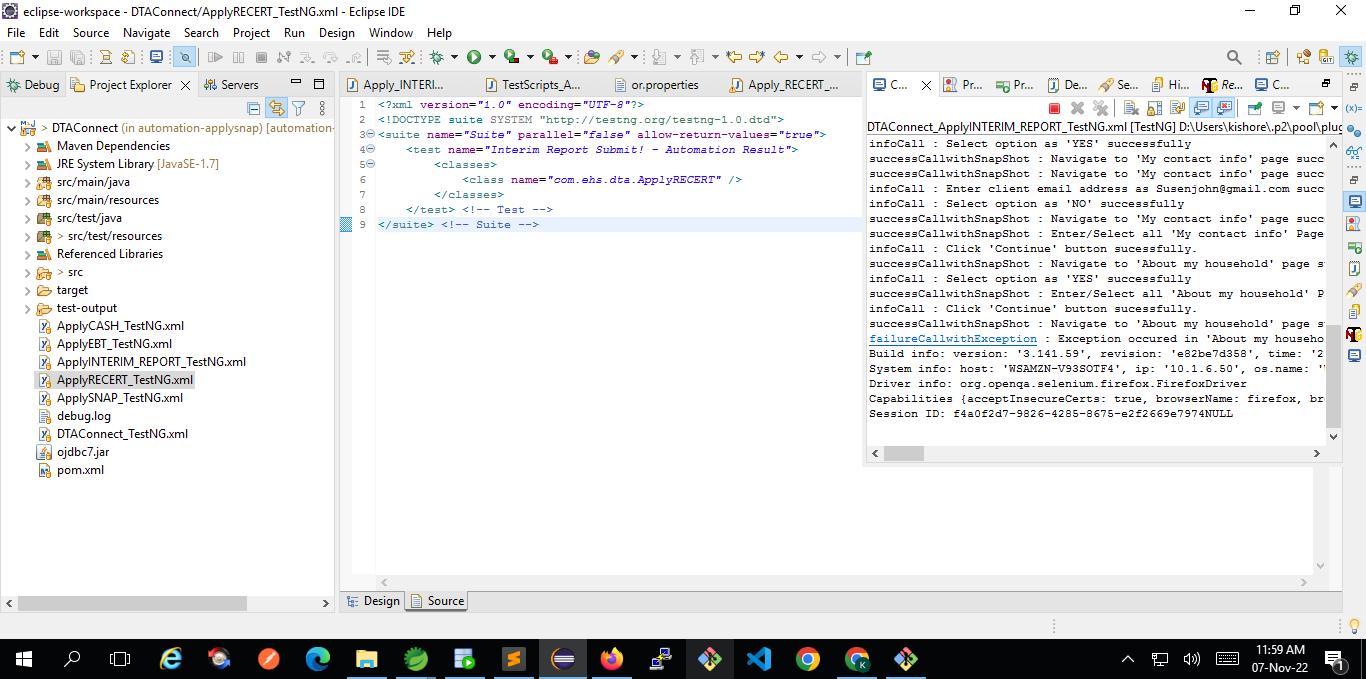 eclipse-workspace - DTAConnect/ApplyRECERT_TestNG.xml - Eclipse IDE
File Edit Source Navigate Search Project Run Design Window Help
Debug Project Explorer Servers
DTAConnect (in automation-applysnap) [automation-
Maven Dependencies
JRE System Library [JavaSE-1.7]
src/main/java
src/main/resources
src/test/java
> src/test/resources
Referenced Libraries
> src
target
test-output
ApplyCASH_TestNG.xml
ApplyEBT_TestNG.xml
ApplyINTERIM_REPORT_TestNG.xml
ApplyRECERT_TestNG.xml
ApplySNAP_TestNG.xml
debug.log
DTAConnect_TestNG.xml
ojdbc7.jar
pom.xml
Apply_INTERI... TestScripts_A... or.properties Apply_RECERT_...
1 <?xml version="1.0" encoding="UTF-8"?>
2 <!DOCTYPE suite SYSTEM "http://testng.org/testng-1.0.dtd">
3 <suite name="Suite" parallel="false" allow-return-values="true">
4 <test name="Interim Report Submit! - Automation Result">
5 <classes>
6 <class name="com.ehs.dta.ApplyRECERT" />
7 </classes>
8 </test> <!-- Test -->
9 </suite> <!-- Suite -->
Design Source
C... Pr... Pr... De... Se... Hi... Re... C...
DTAConnect_ApplyINTERIM_REPORT_TestNG.xml [TestNG] D:\Users\kishore\.p2\pool\plug
infoCall : Select option as 'YES' successfully
successCallwithSnapShot : Navigate to 'My contact info' page succ
successCallwithSnapShot : Navigate to 'My contact info' page succ
infoCall : Enter client email address as Susenjohn@gmail.com succ
infoCall : Select option as 'NO' successfully
successCallwithSnapShot : Navigate to 'My contact info' page succ
successCallwithSnapShot : Enter/Select all 'My contact info' Page
infoCall : Click 'Continue' button sucessfully.
successCallwithSnapShot : Navigate to 'About my household' page s
infoCall : Select option as 'YES' successfully
successCallwithSnapShot : Enter/Select all 'About my household' P
infoCall : Click 'Continue' button sucessfully.
successCallwithSnapShot : Navigate to 'About my household' page s
failureCallwithException : Exception occured in 'About my househo
Build info: version: '3.141.59', revision: 'e82be7d358', time: '2
System info: host: 'WSAMZN-V93SOTF4', ip: '10.1.6.50', os.name: '
Driver info: org.openqa.selenium.firefox.FirefoxDriver
Capabilities {acceptInsecureCerts: true, browserName: firefox, br
Session ID: f4a0f2d7-9826-4285-8675-e2f2669e7974NULL
11:59 AM
07-Nov-22
1